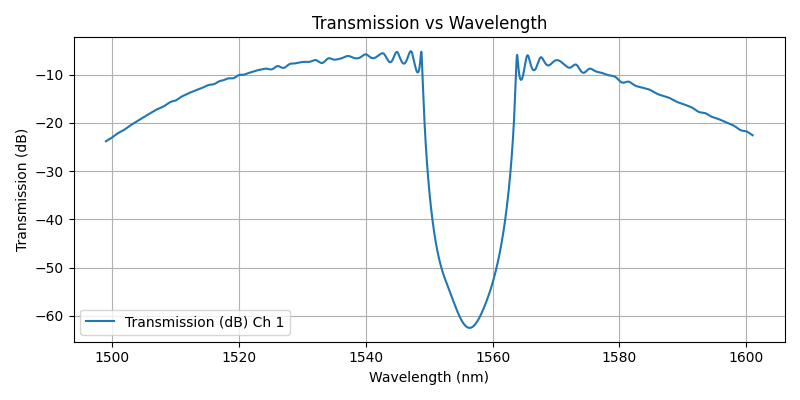 Transmission vs Wavelength
Transmission (dB)
−10
−20
−30
−40
−50
−60
Transmission (dB) Ch 1
1500 1520 1540 1560 1580 1600
Wavelength (nm)